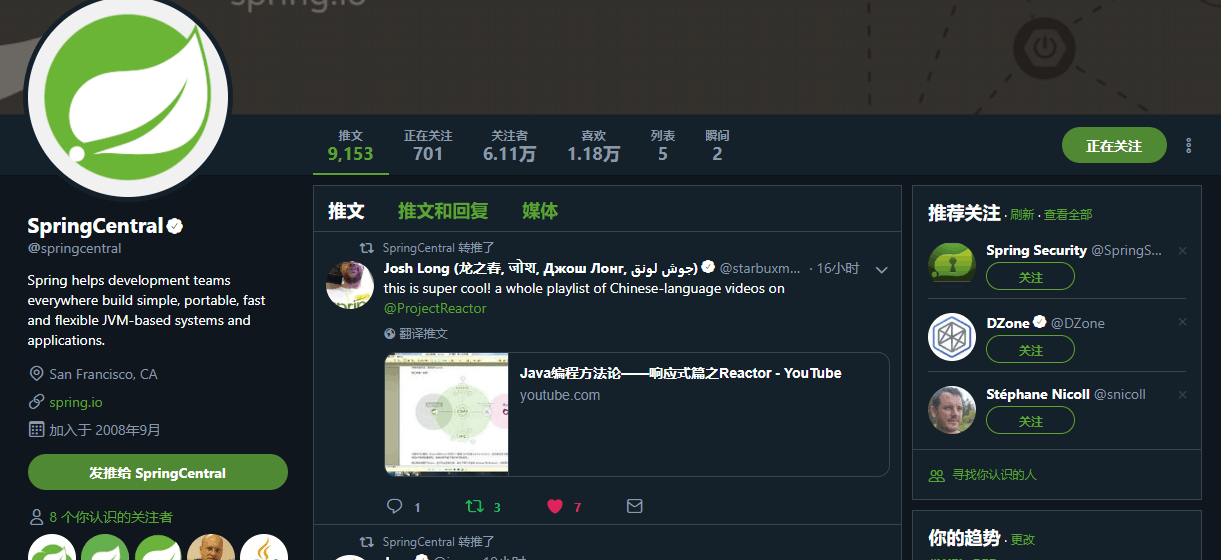 spring.io
推文 正在关注 关注者 喜欢 列表 瞬间
9,153 701 6.11万 1.18万 5 2
正在关注
SpringCentral
@springcentral
Spring helps development teams
everywhere build simple, portable, fast
and flexible JVM-based systems and
applications.
San Francisco, CA
spring.io
加入于 2008年9月
发推给 SpringCentral
8 个你认识的关注者
推文 推文和回复 媒体
SpringCentral 转推了
Josh Long (龙之春, जोश, Джош Лонг, جوش لونق) @starbuxm... · 16小时
this is super cool! a whole playlist of Chinese-language videos on
@ProjectReactor
翻译推文
Java编程方法论——响应式篇之Reactor - YouTube
youtube.com
1 3 7
SpringCentral 转推了
推荐关注 · 刷新 · 查看全部
Spring Security @SpringS...
关注
DZone @DZone
关注
Stéphane Nicoll @snicoll
关注
寻找你认识的人
你的趋势 · 更改